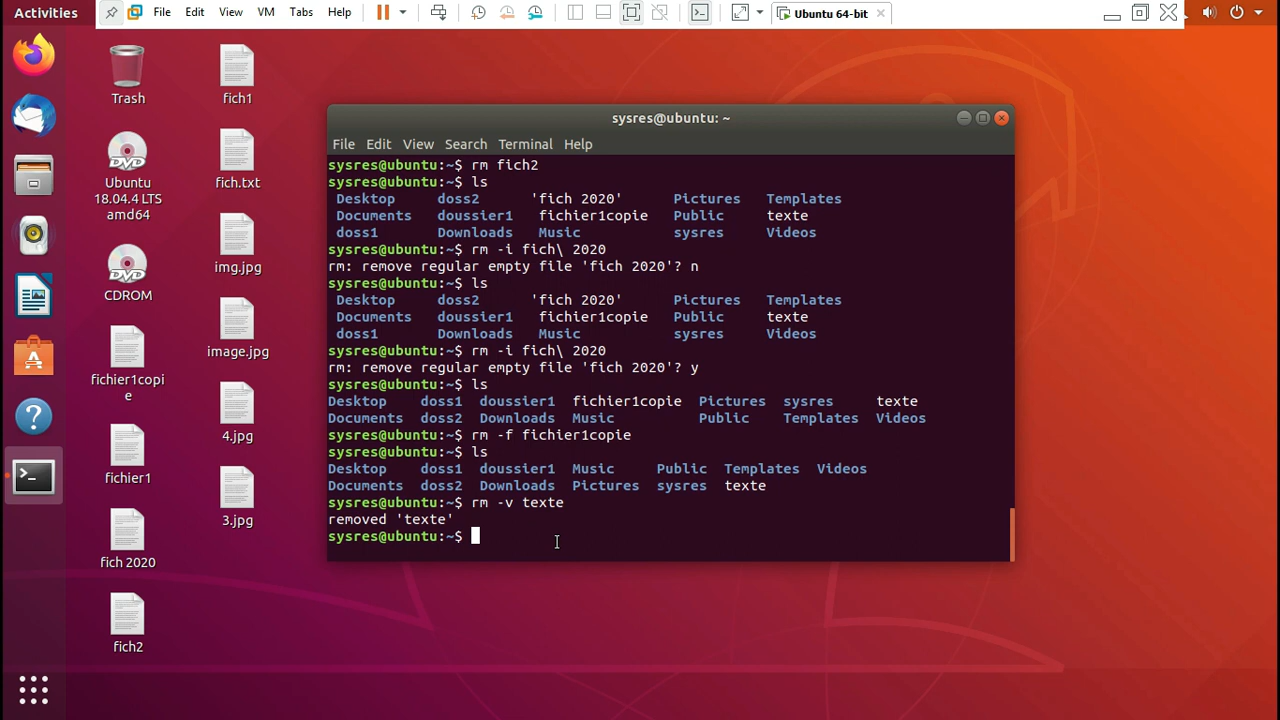 Activities
File Edit View VM Tabs Help
Ubuntu 64-bit
Trash
fich1
Ubuntu
18.04.4 LTS
amd64
fich.txt
CDROM
img.jpg
fichier1copi
e
image.jpg
fichier1
4.jpg
fich 2020
3.jpg
fich2
sysres@ubuntu: ~
File Edit View Search Terminal Help
sysres@ubuntu:~$ rm fich2
sysres@ubuntu:~$ ls
Desktop doss2 'fich 2020' Pictures Templates
Documents doussier1 fichier1copie Public texte
doss1 Downloads Music sysres Videos
sysres@ubuntu:~$ rm -i fich\ 2020
rm: remove regular empty file 'fich 2020'? n
sysres@ubuntu:~$ ls
Desktop doss2 'fich 2020' Pictures Templates
Documents doussier1 fichier1copie Public texte
doss1 Downloads Music sysres Videos
sysres@ubuntu:~$ rm -i fich\ 2020
rm: remove regular empty file 'fich 2020'? y
sysres@ubuntu:~$ ls
Desktop doss1 doussier1 fichier1copie Pictures sysres texte
Documents doss2 Downloads Music Public Templates Videos
sysres@ubuntu:~$ rm -f fichier1copie
sysres@ubuntu:~$ ls
Desktop doss1 doussier1 Music Public Templates Videos
Documents doss2 Downloads Pictures sysres texte
sysres@ubuntu:~$ rm -v texte
removed 'texte'
sysres@ubuntu:~$